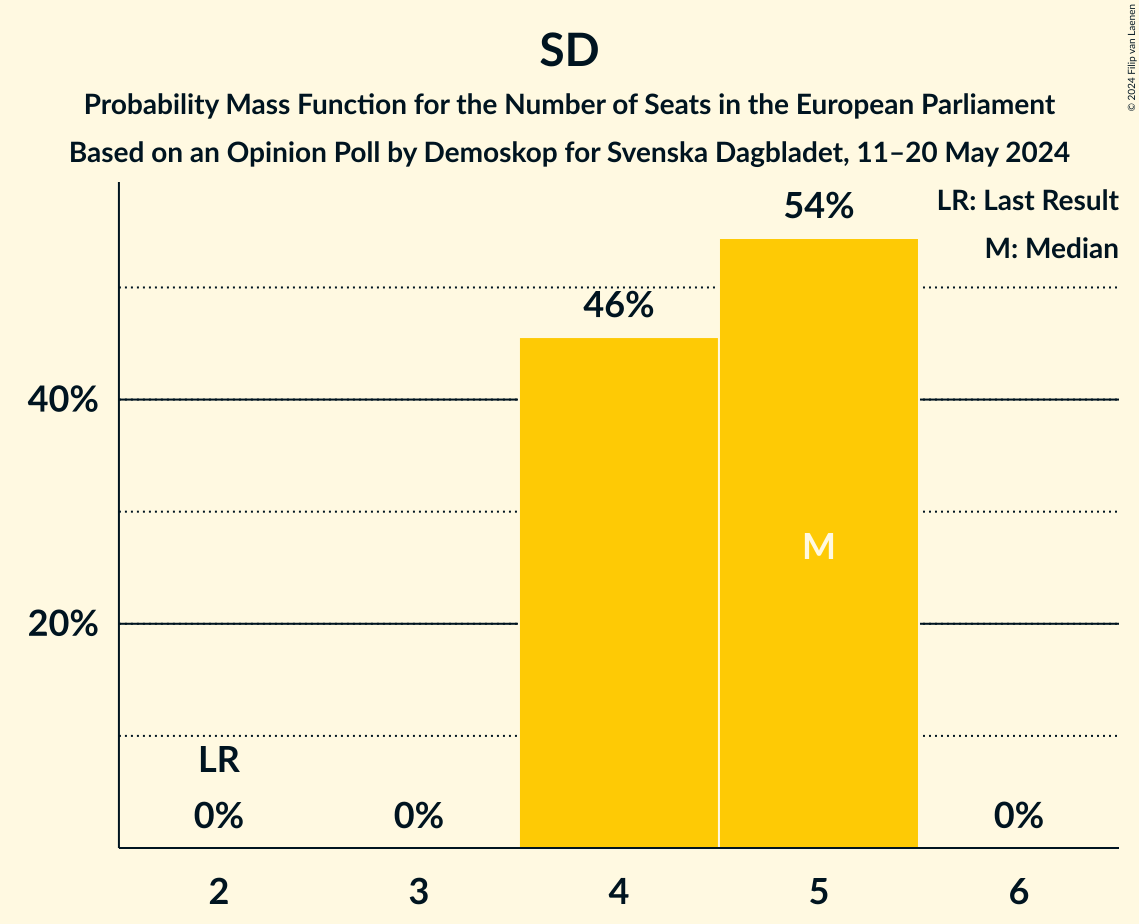 SD
Probability Mass Function for the Number of Seats in the European Parliament
Based on an Opinion Poll by Demoskop for Svenska Dagbladet, 11–20 May 2024
© 2024 Filip van Laenen
LR: Last Result
M: Median
54%
46%
40%
M
20%
LR
0%
0%
0%
2
3
4
5
6